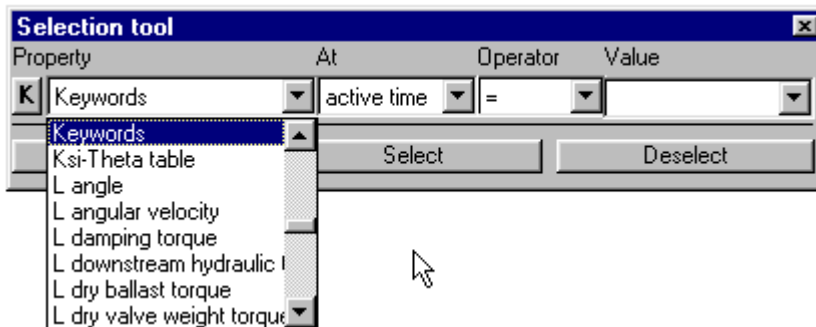 Selection tool
Property At Operator Value
K Keywords active time =
Keywords
Select Deselect
Ksi-Theta table
L angle
L angular velocity
L damping torque
L downstream hydraulic
L dry ballast torque
L dry valve weight torque